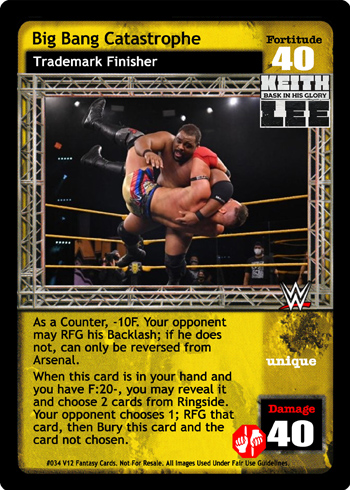 Big Bang Catastrophe
Fortitude
40
Trademark Finisher
KEITH
BASK IN HIS GLORY
LEE
W
As a Counter, -10F. Your opponent
may RFG his Backlash; if he does
not, can only be reversed from
Arsenal.
When this card is in your hand and
you have F:20-, you may reveal it
and choose 2 cards from Ringside.
Your opponent chooses 1; RFG that
card, then Bury this card and the
card not chosen.
unique
Damage
40
#034 V12 Fantasy Cards. Not For Resale. All Images Used Under Fair Use Guidelines.